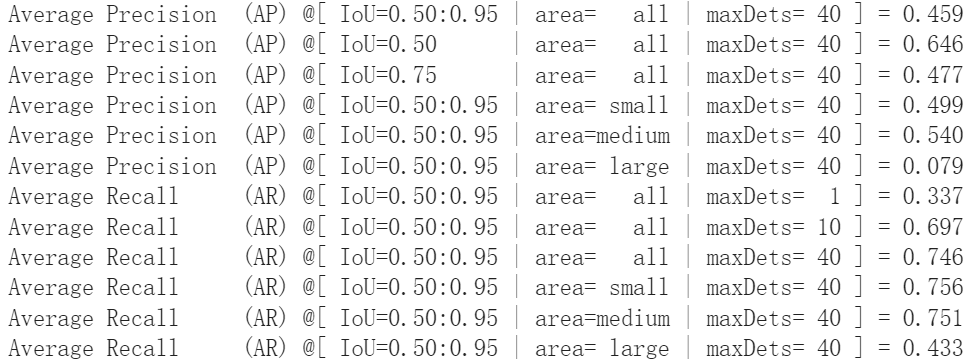 Average Precision  (AP) @[ IoU=0.50:0.95 | area=   all | maxDets= 40 ] = 0.459
Average Precision  (AP) @[ IoU=0.50      | area=   all | maxDets= 40 ] = 0.646
Average Precision  (AP) @[ IoU=0.75      | area=   all | maxDets= 40 ] = 0.477
Average Precision  (AP) @[ IoU=0.50:0.95 | area= small | maxDets= 40 ] = 0.499
Average Precision  (AP) @[ IoU=0.50:0.95 | area=medium | maxDets= 40 ] = 0.540
Average Precision  (AP) @[ IoU=0.50:0.95 | area= large | maxDets= 40 ] = 0.079
Average Recall     (AR) @[ IoU=0.50:0.95 | area=   all | maxDets=  1 ] = 0.337
Average Recall     (AR) @[ IoU=0.50:0.95 | area=   all | maxDets= 10 ] = 0.697
Average Recall     (AR) @[ IoU=0.50:0.95 | area=   all | maxDets= 40 ] = 0.746
Average Recall     (AR) @[ IoU=0.50:0.95 | area= small | maxDets= 40 ] = 0.756
Average Recall     (AR) @[ IoU=0.50:0.95 | area=medium | maxDets= 40 ] = 0.751
Average Recall     (AR) @[ IoU=0.50:0.95 | area= large | maxDets= 40 ] = 0.433